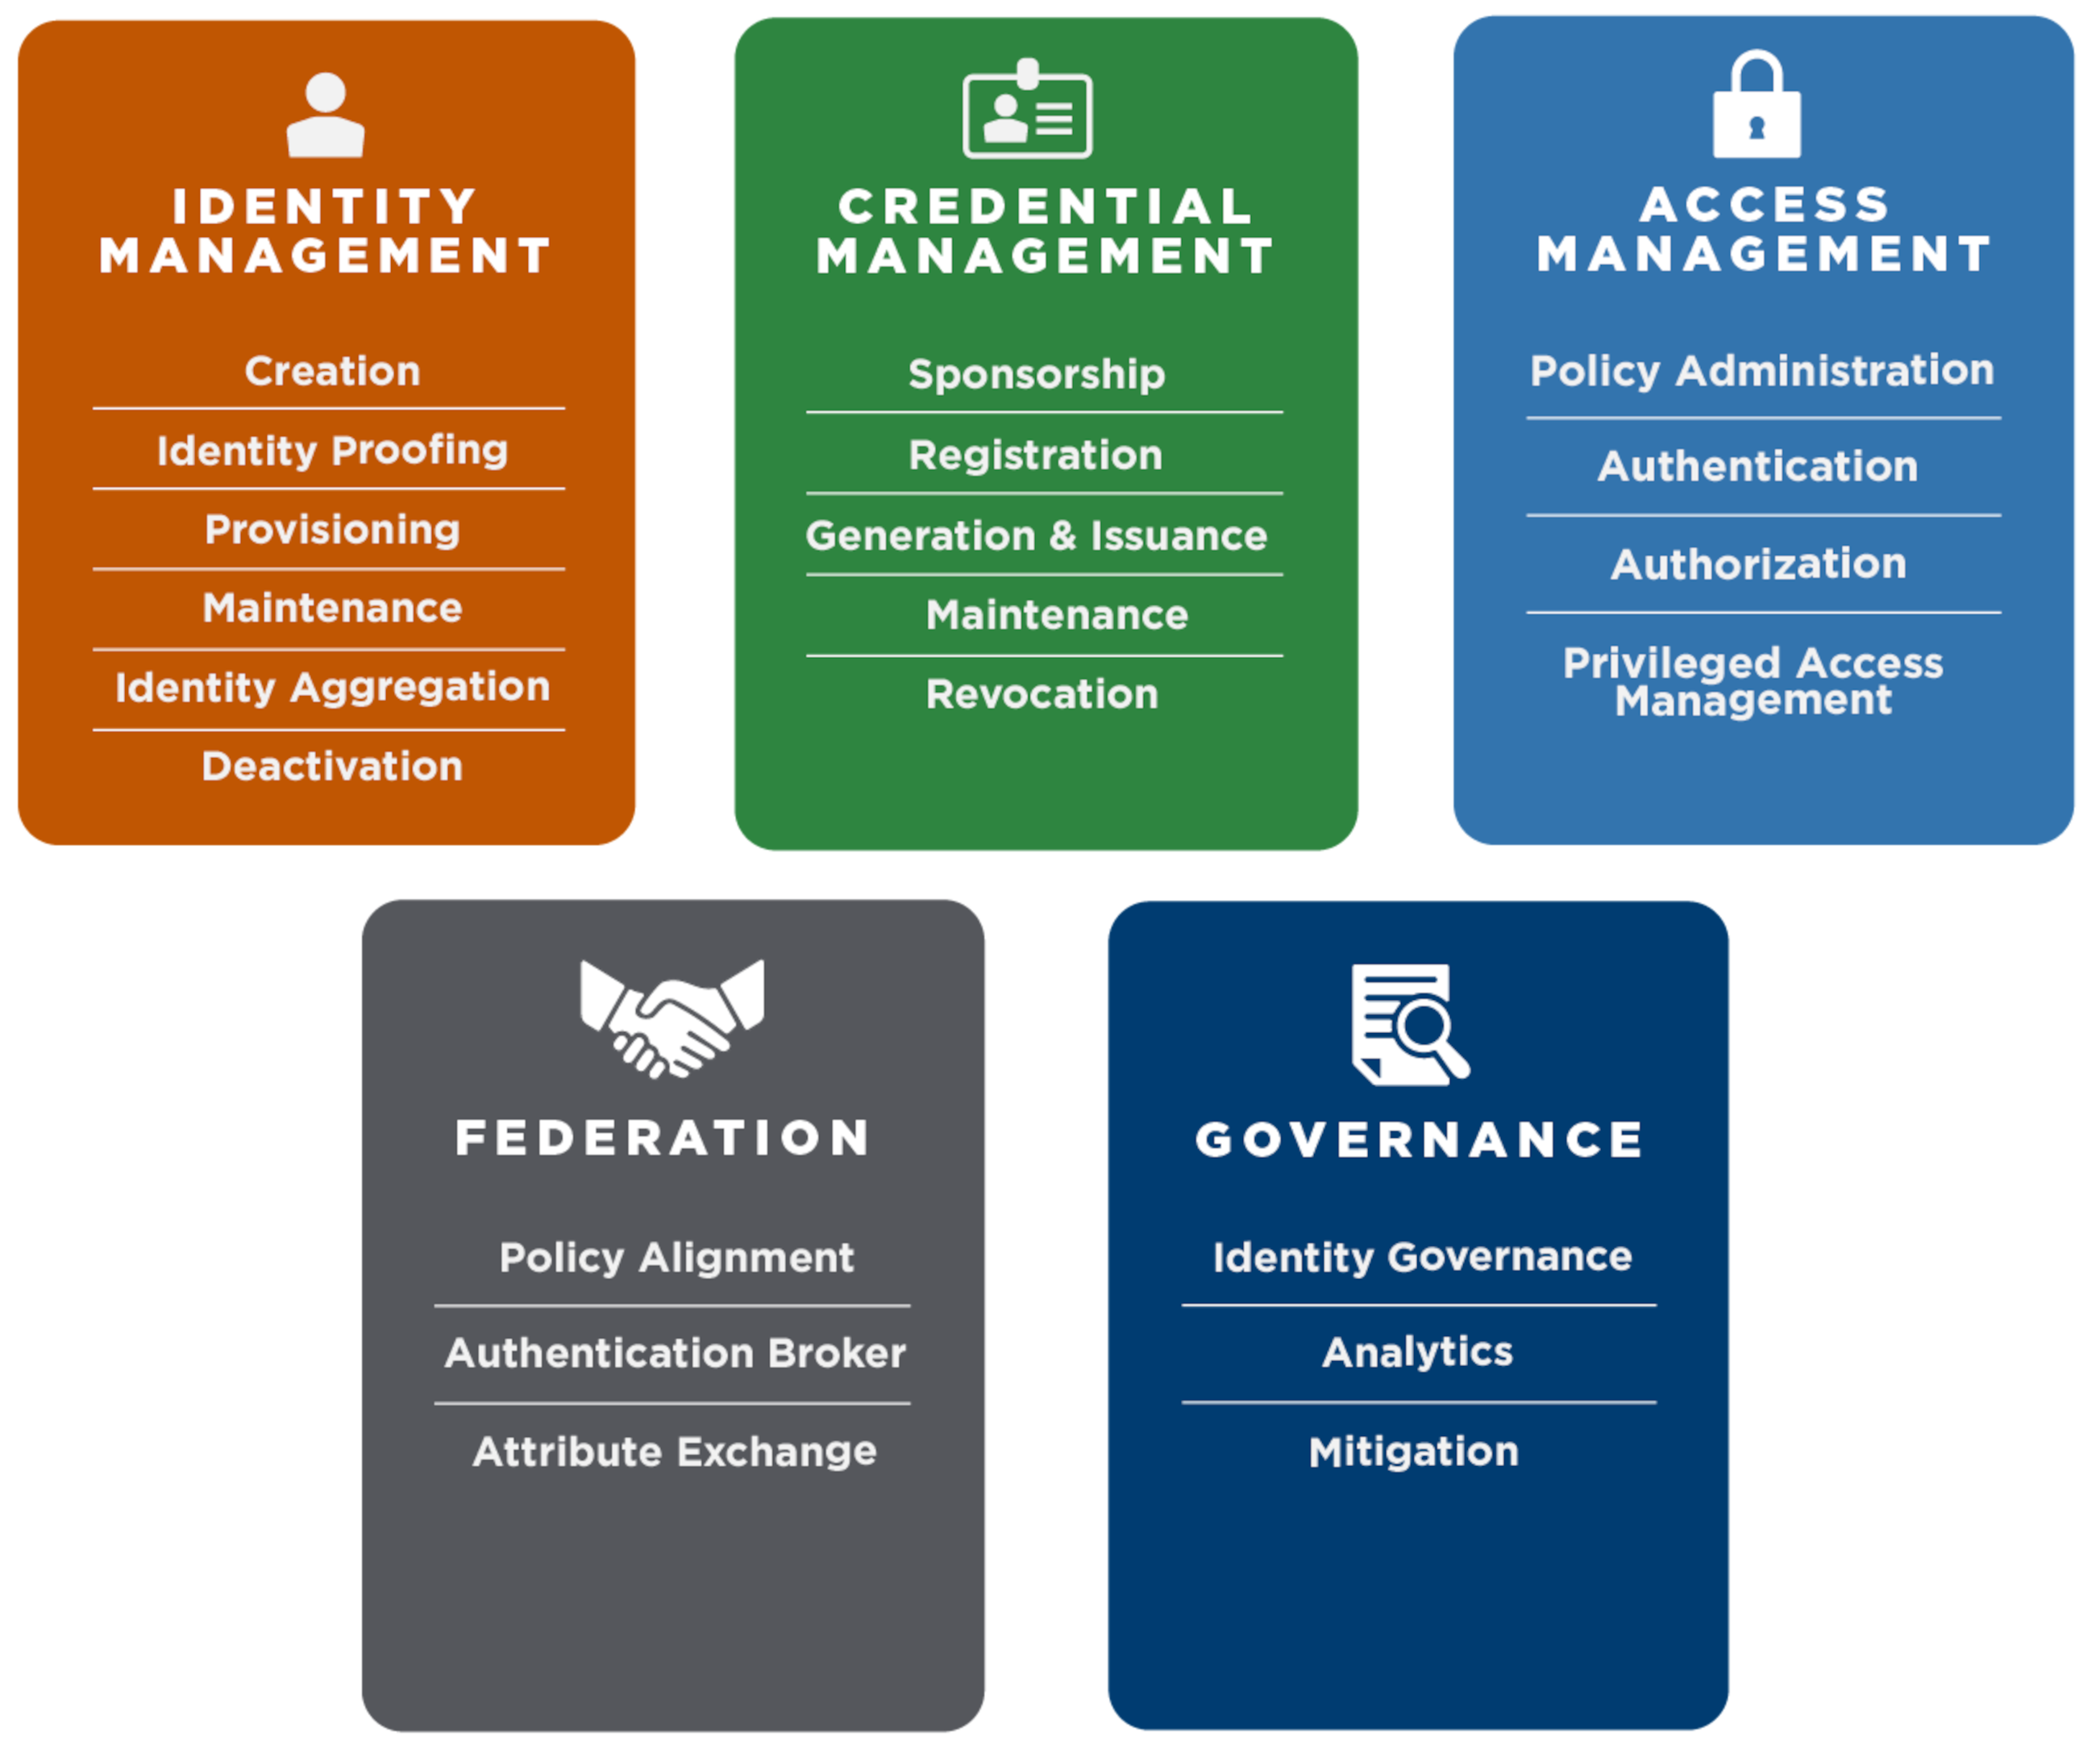 IDENTITY
MANAGEMENT
Creation
Identity Proofing
Provisioning
Maintenance
Identity Aggregation
Deactivation
CREDENTIAL
MANAGEMENT
Sponsorship
Registration
Generation & Issuance
Maintenance
Revocation
ACCESS
MANAGEMENT
Policy Administration
Authentication
Authorization
Privileged Access
Management
FEDERATION
Policy Alignment
Authentication Broker
Attribute Exchange
GOVERNANCE
Identity Governance
Analytics
Mitigation